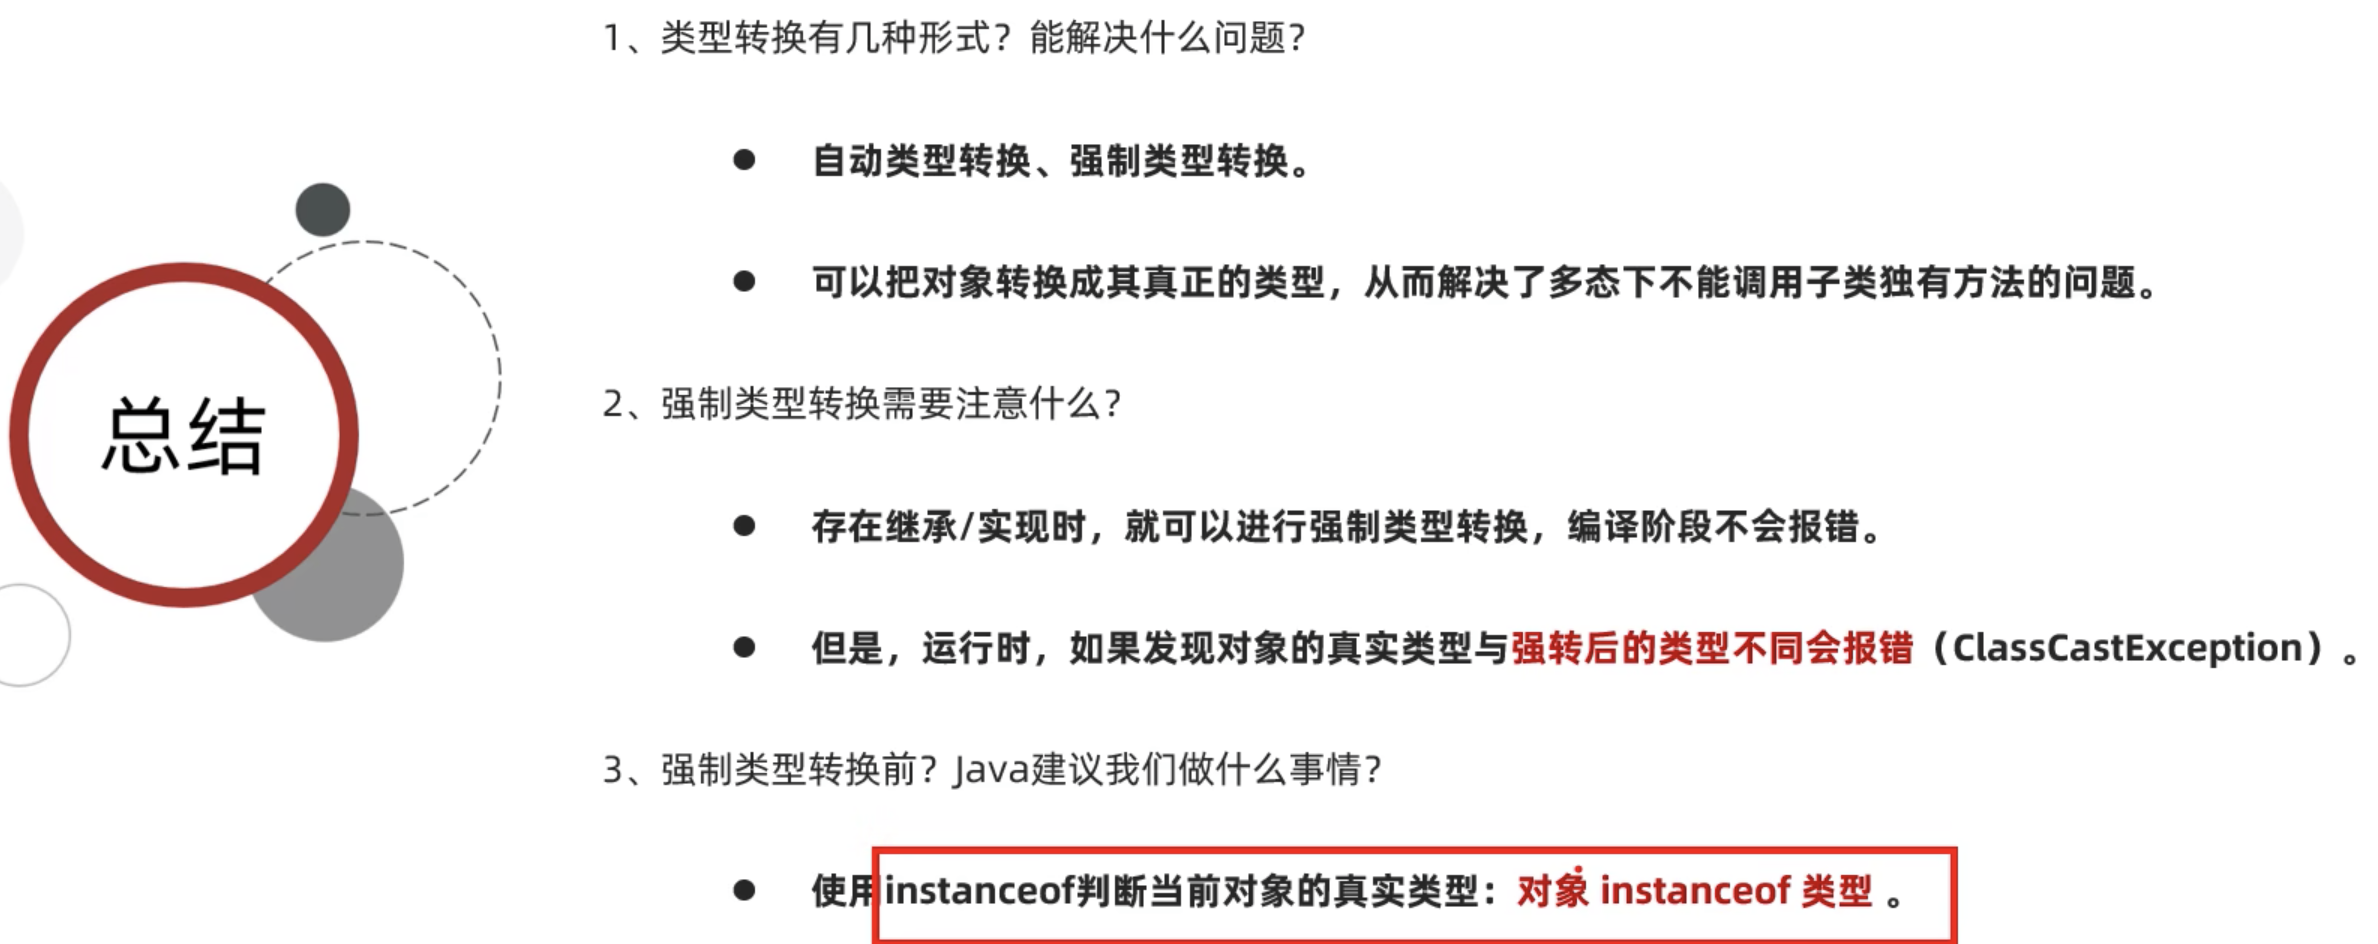 总结
1、类型转换有几种形式？能解决什么问题？
● 自动类型转换、强制类型转换。
● 可以把对象转换成其真正的类型，从而解决了多态下不能调用子类独有方法的问题。
2、强制类型转换需要注意什么？
● 存在继承/实现时，就可以进行强制类型转换，编译阶段不会报错。
● 但是，运行时，如果发现对象的真实类型与强转后的类型不同会报错（ClassCastException）。
3、强制类型转换前？Java建议我们做什么事情？
● 使用instanceof判断当前对象的真实类型：对象 instanceof 类型 。